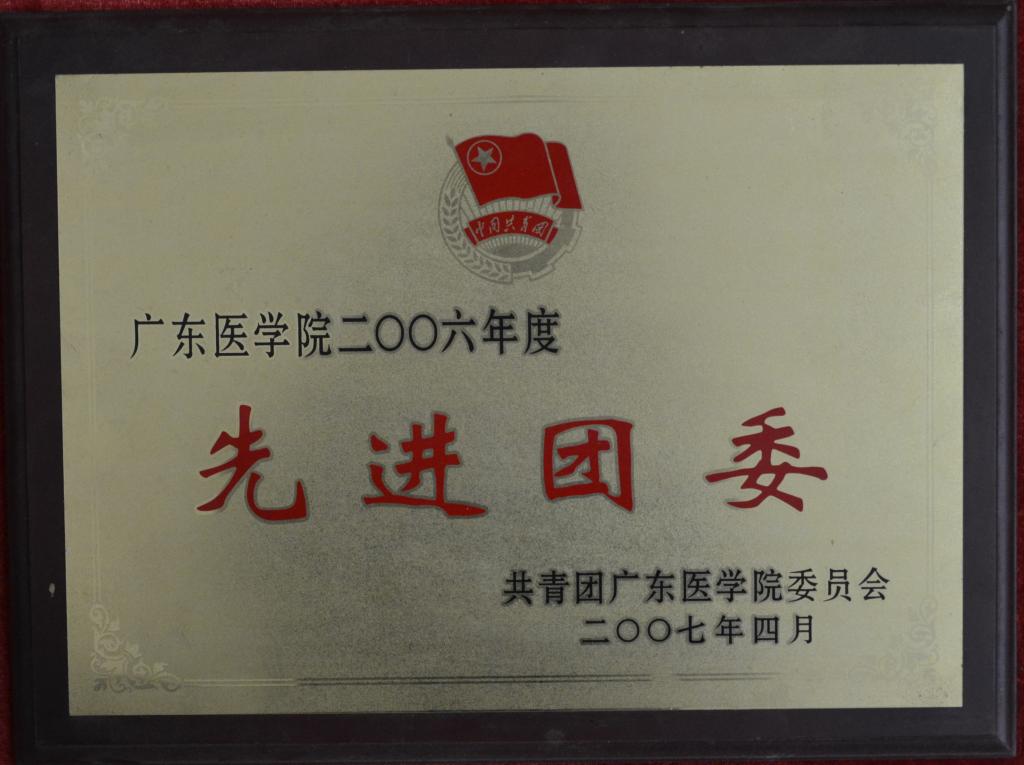 中国共青团
广东医学院二〇〇六年度
先进团委
共青团广东医学院委员会
二〇〇七年四月